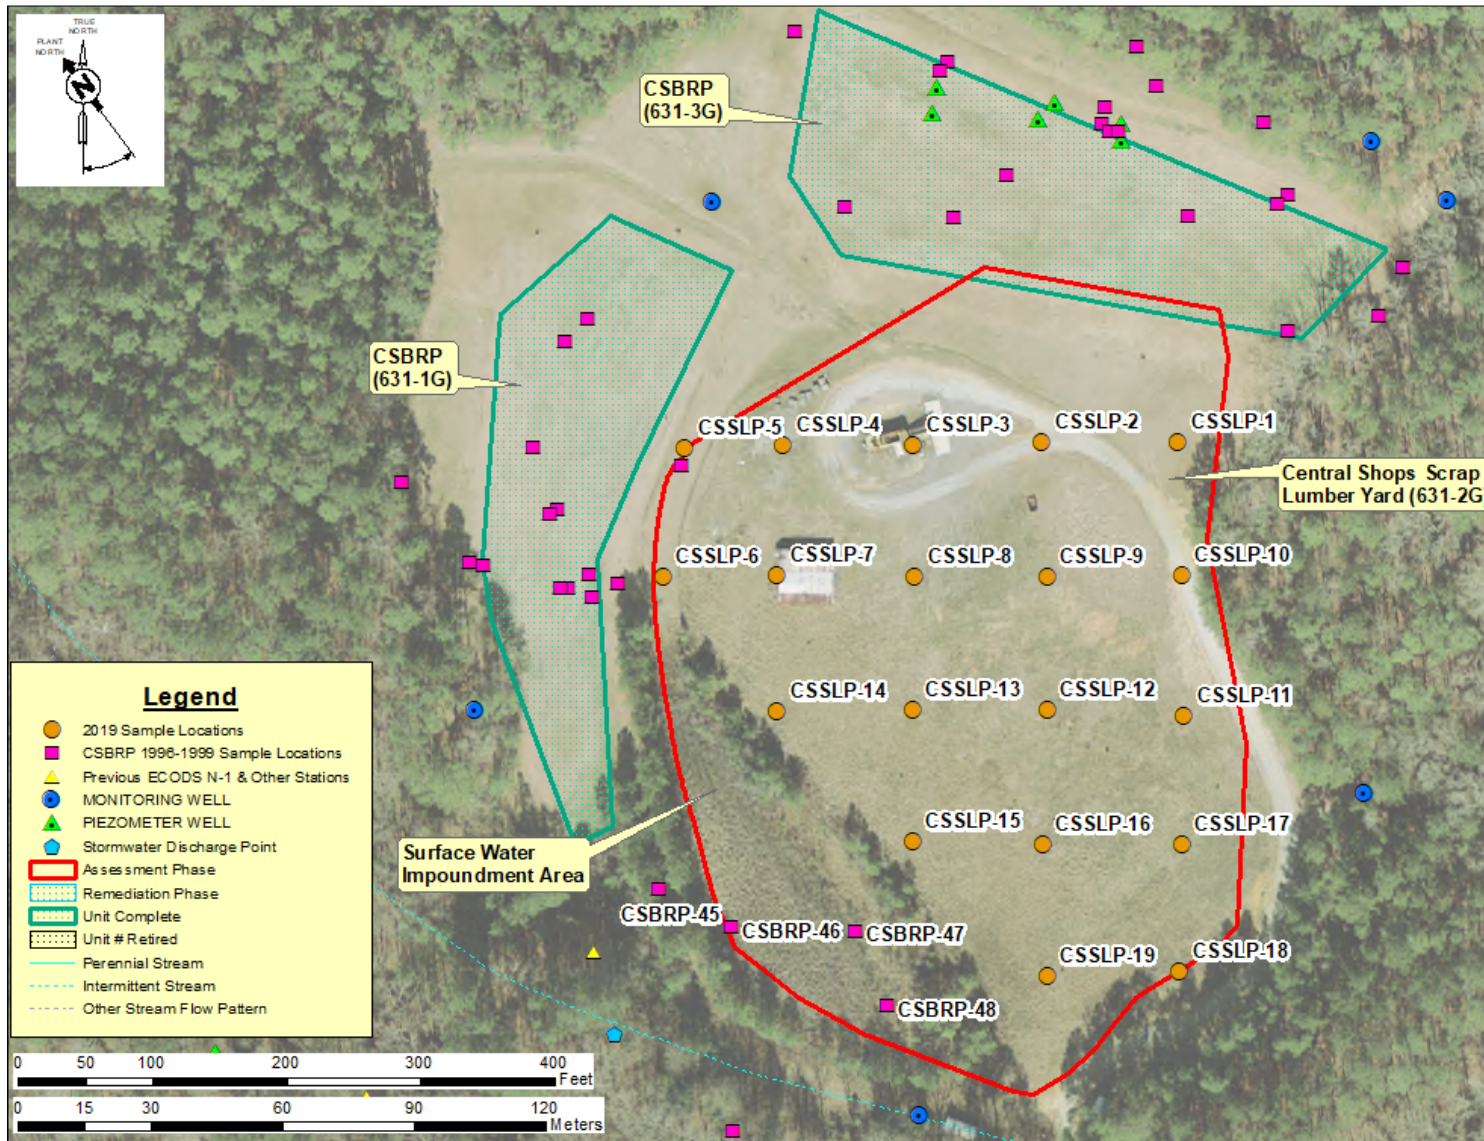 TRUE
NORTH
PLANT
NORTH
N
CSBRP
(631-3G)
CSBRP
(631-1G)
CSSLP-5
CSSLP-4
CSSLP-3
CSSLP-2
CSSLP-1
Central Shops Scrap
Lumber Yard (631-2G
CSSLP-6
CSSLP-7
CSSLP-8
CSSLP-9
CSSLP-10
CSSLP-14
CSSLP-13
CSSLP-12
CSSLP-11
CSSLP-15
CSSLP-16
CSSLP-17
Surface Water
Impoundment Area
CSBRP-45
CSBRP-46
CSBRP-47
CSSLP-19
CSSLP-18
CSBRP-48
Legend
2019 Sample Locations
CSBRP 1996-1999 Sample Locations
Previous ECODS N-1 & Other Stations
MONITORING WELL
PIEZOMETER WELL
Stormwater Discharge Point
Assessment Phase
Remediation Phase
Unit Complete
Unit # Retired
Perennial Stream
Intermittent Stream
Other Stream Flow Pattern
0 50 100 200 300 400
Feet
0 15 30 60 90 120
Meters